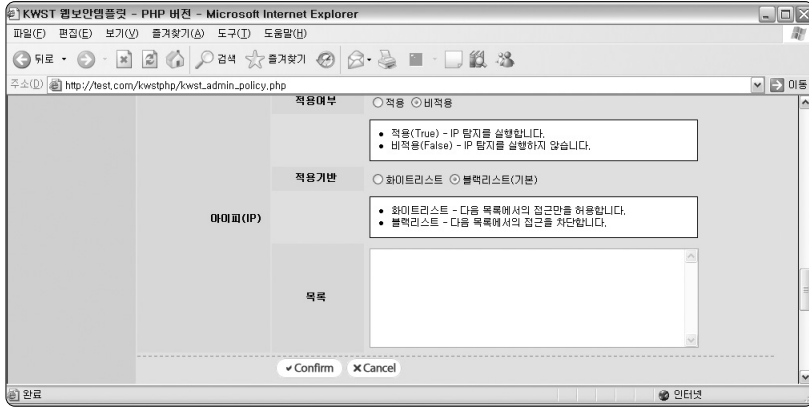 KWST 웹보안템플릿 - PHP 버전 - Microsoft Internet Explorer
파일(F) 편집(E) 보기(V) 즐겨찾기(A) 도구(T) 도움말(H)
뒤로 검색 즐겨찾기
주소(D) http://test.com/kwstphp/kwst_admin_policy.php 이동
적용여부 적용 비적용
• 적용(True) - IP 탐지를 실행합니다.
• 비적용(False) - IP 탐지를 실행하지 않습니다.
적용기반 화이트리스트 블랙리스트(기본)
아이피(IP)
• 화이트리스트 - 다음 목록에서의 접근만을 허용합니다.
• 블랙리스트 - 다음 목록에서의 접근을 차단합니다.
목록
Confirm Cancel
완료 인터넷